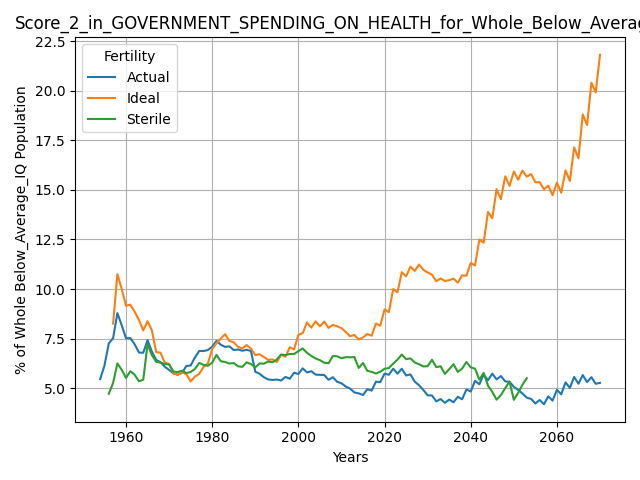 Score_2_in_GOVERNMENT_SPENDING_ON_HEALTH_for_Whole_Below_Averag
Fertility
Actual
Ideal
Sterile
% of Whole Below_Average_IQ Population
22.5
20.0
17.5
15.0
12.5
10.0
7.5
5.0
1960
1980
2000
2020
2040
2060
Years